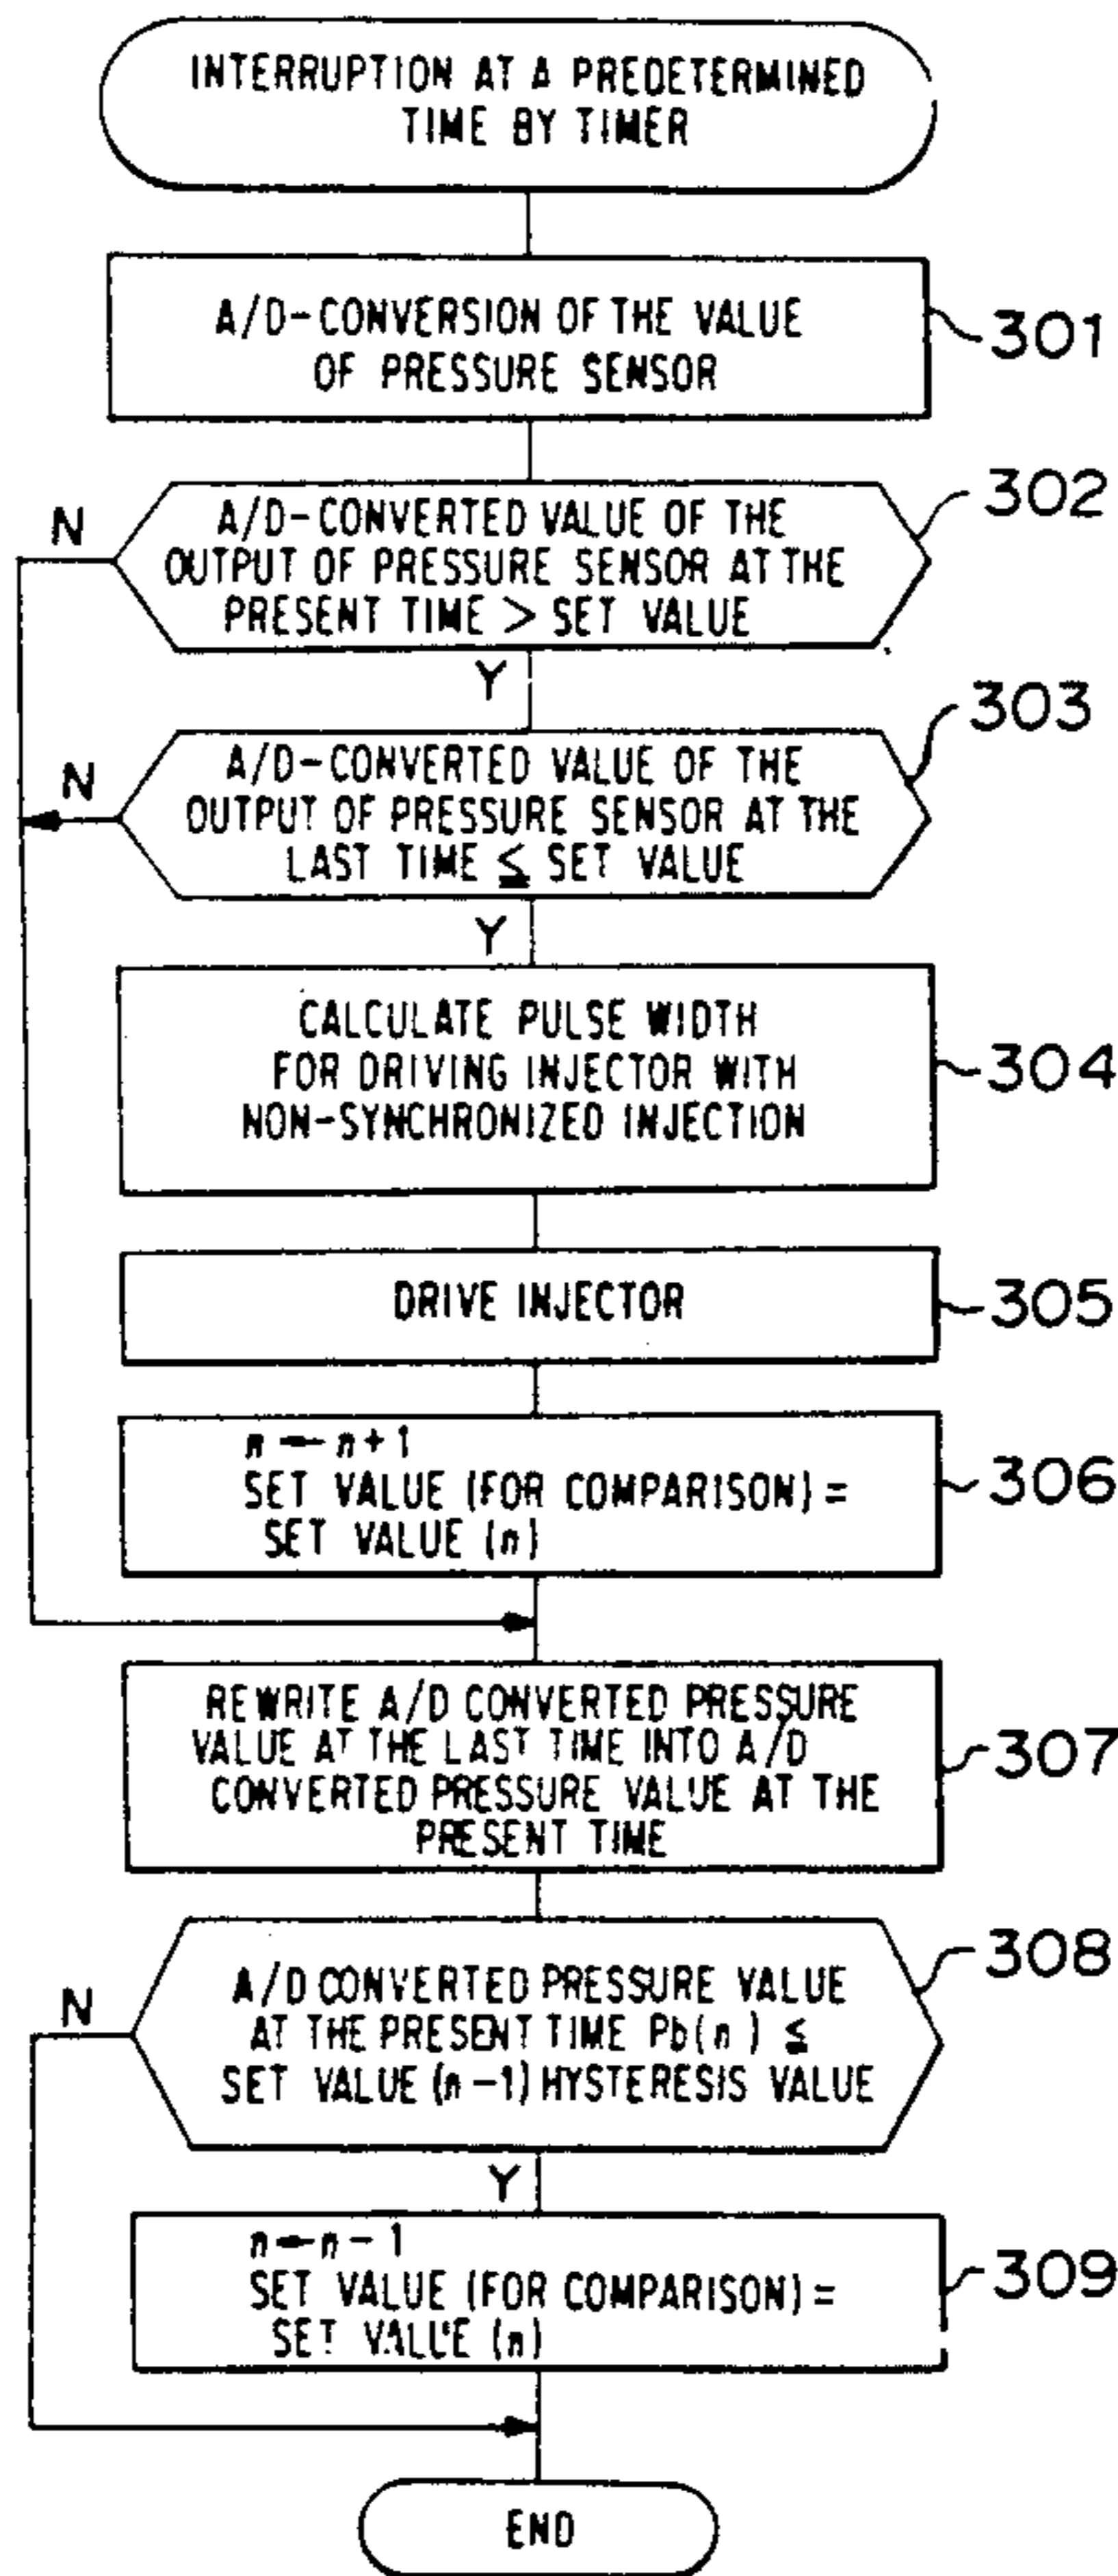 INTERRUPTION AT A PREDETERMINED
TIME BY TIMER
A/D-CONVERSION OF THE VALUE
OF PRESSURE SENSOR
301
A/D-CONVERTED VALUE OF THE
OUTPUT OF PRESSURE SENSOR AT THE
PRESENT TIME > SET VALUE
302
N
Y
A/D-CONVERTED VALUE OF THE
OUTPUT OF PRESSURE SENSOR AT THE
LAST TIME ≦ SET VALUE
303
N
Y
CALCULATE PULSE WIDTH
FOR DRIVING INJECTOR WITH
NON-SYNCHRONIZED INJECTION
304
DRIVE INJECTOR
305
n ← n + 1
SET VALUE (FOR COMPARISON) =
SET VALUE (n)
306
REWRITE A/D CONVERTED PRESSURE
VALUE AT THE LAST TIME INTO A/D
CONVERTED PRESSURE VALUE AT THE
PRESENT TIME
307
A/D CONVERTED PRESSURE VALUE
AT THE PRESENT TIME Pb(n) ≦
SET VALUE (n-1) HYSTERESIS VALUE
308
N
Y
n ← n - 1
SET VALUE (FOR COMPARISON) =
SET VALUE (n)
309
END